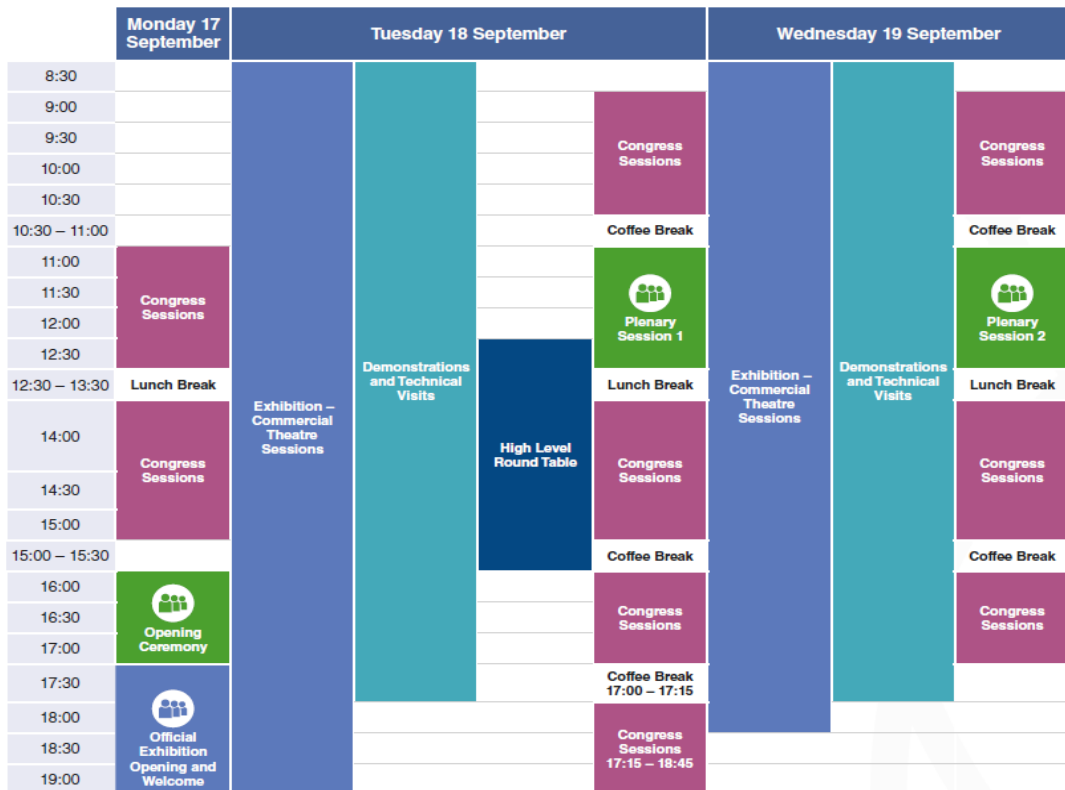 Monday 17
September
Tuesday 18 September
Wednesday 19 September
8:30
9:00
9:30
10:00
10:30
10:30 – 11:00
11:00
11:30
12:00
12:30
12:30 – 13:30
14:00
14:30
15:00
15:00 – 15:30
16:00
16:30
17:00
17:30
18:00
18:30
19:00
Congress
Sessions
Lunch Break
Congress
Sessions
Opening
Ceremony
Official
Exhibition
Opening and
Welcome
Exhibition –
Commercial
Theatre
Sessions
Demonstrations
and Technical
Visits
High Level
Round Table
Congress
Sessions
Coffee Break
Plenary
Session 1
Lunch Break
Congress
Sessions
Coffee Break
Congress
Sessions
Coffee Break
17:00 – 17:15
Congress
Sessions
17:15 – 18:45
Exhibition –
Commercial
Theatre
Sessions
Demonstrations
and Technical
Visits
Congress
Sessions
Coffee Break
Plenary
Session 2
Lunch Break
Congress
Sessions
Coffee Break
Congress
Sessions